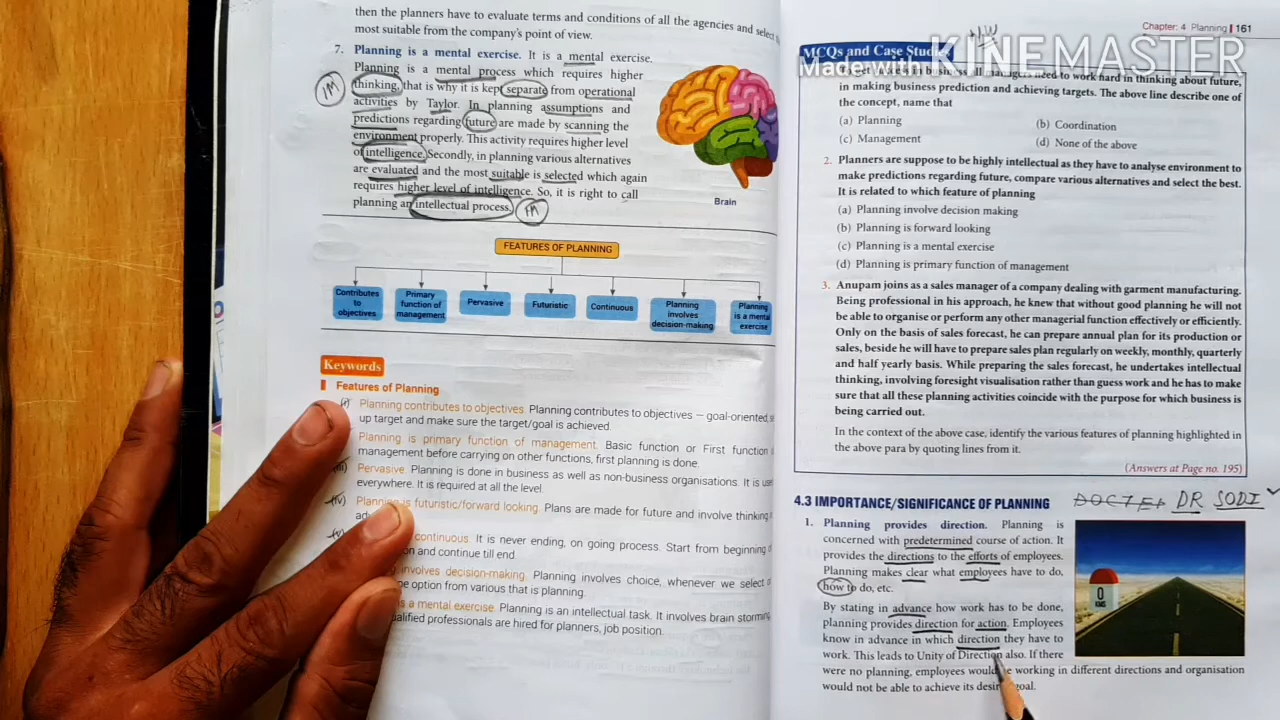 then the planners have to evaluate terms and conditions of all the agencies and select
most suitable from the company's point of view.
7. Planning is a mental exercise. It is a mental exercise.
Planning is a mental process which requires higher
thinking, that is why it is kept separate from operational
activities by Taylor. In planning assumptions and
predictions regarding future are made by scanning the
environment properly. This activity requires higher level
of intelligence. Secondly, in planning various alternatives
are evaluated and the most suitable is selected which again
requires higher level of intelligence. So, it is right to call
planning an intellectual process.
1M
1M
Brain
FEATURES OF PLANNING
Contributes
to
objectives
Primary
function of
management
Pervasive
Futuristic
Continuous
Planning
involves
decision-making
Planning
is a mental
exercise
Keywords
Features of Planning
(i) Planning contributes to objectives. Planning contributes to objectives – goal-oriented,
up target and make sure the target/goal is achieved.
Planning is primary function of management. Basic function or First function
management before carrying on other functions, first planning is done.
(iii) Pervasive. Planning is done in business as well as non-business organisations. It is
everywhere. It is required at all the level.
(iv) Planning is futuristic/forward looking. Plans are made for future and involve thinking
(v) continuous. It is never ending, on going process. Start from beginning
and continue till end.
involves decision-making. Planning involves choice, whenever we select
option from various that is planning.
is a mental exercise. Planning is an intellectual task. It involves brain storming
qualified professionals are hired for planners, job position.
Chapter: 4 Planning 161
H/W
MCQs and Case Studies
Made with KINEMASTER
in business all managers need to work hard in thinking about future,
in making business prediction and achieving targets. The above line describe one of
the concept, name that
(a) Planning
(b) Coordination
(c) Management
(d) None of the above
2. Planners are suppose to be highly intellectual as they have to analyse environment to
make predictions regarding future, compare various alternatives and select the best.
It is related to which feature of planning
(a) Planning involve decision making
(b) Planning is forward looking
(c) Planning is a mental exercise
(d) Planning is primary function of management
3. Anupam joins as a sales manager of a company dealing with garment manufacturing.
Being professional in his approach, he knew that without good planning he will not
be able to organise or perform any other managerial function effectively or efficiently.
Only on the basis of sales forecast, he can prepare annual plan for its production or
sales, beside he will have to prepare sales plan regularly on weekly, monthly, quarterly
and half yearly basis. While preparing the sales forecast, he undertakes intellectual
thinking, involving foresight visualisation rather than guess work and he has to make
sure that all these planning activities coincide with the purpose for which business is
being carried out.
In the context of the above case, identify the various features of planning highlighted in
the above para by quoting lines from it.
(Answers at Page no. 195)
4.3 IMPORTANCE/SIGNIFICANCE OF PLANNING DR SODI
1. Planning provides direction. Planning is
concerned with predetermined course of action. It
provides the directions to the efforts of employees.
Planning makes clear what employees have to do,
how to do, etc.
By stating in advance how work has to be done,
planning provides direction for action. Employees
know in advance in which direction they have to
work. This leads to Unity of Direction also. If there
were no planning, employees would be working in different directions and organisation
would not be able to achieve its desired goal.
0
KMS